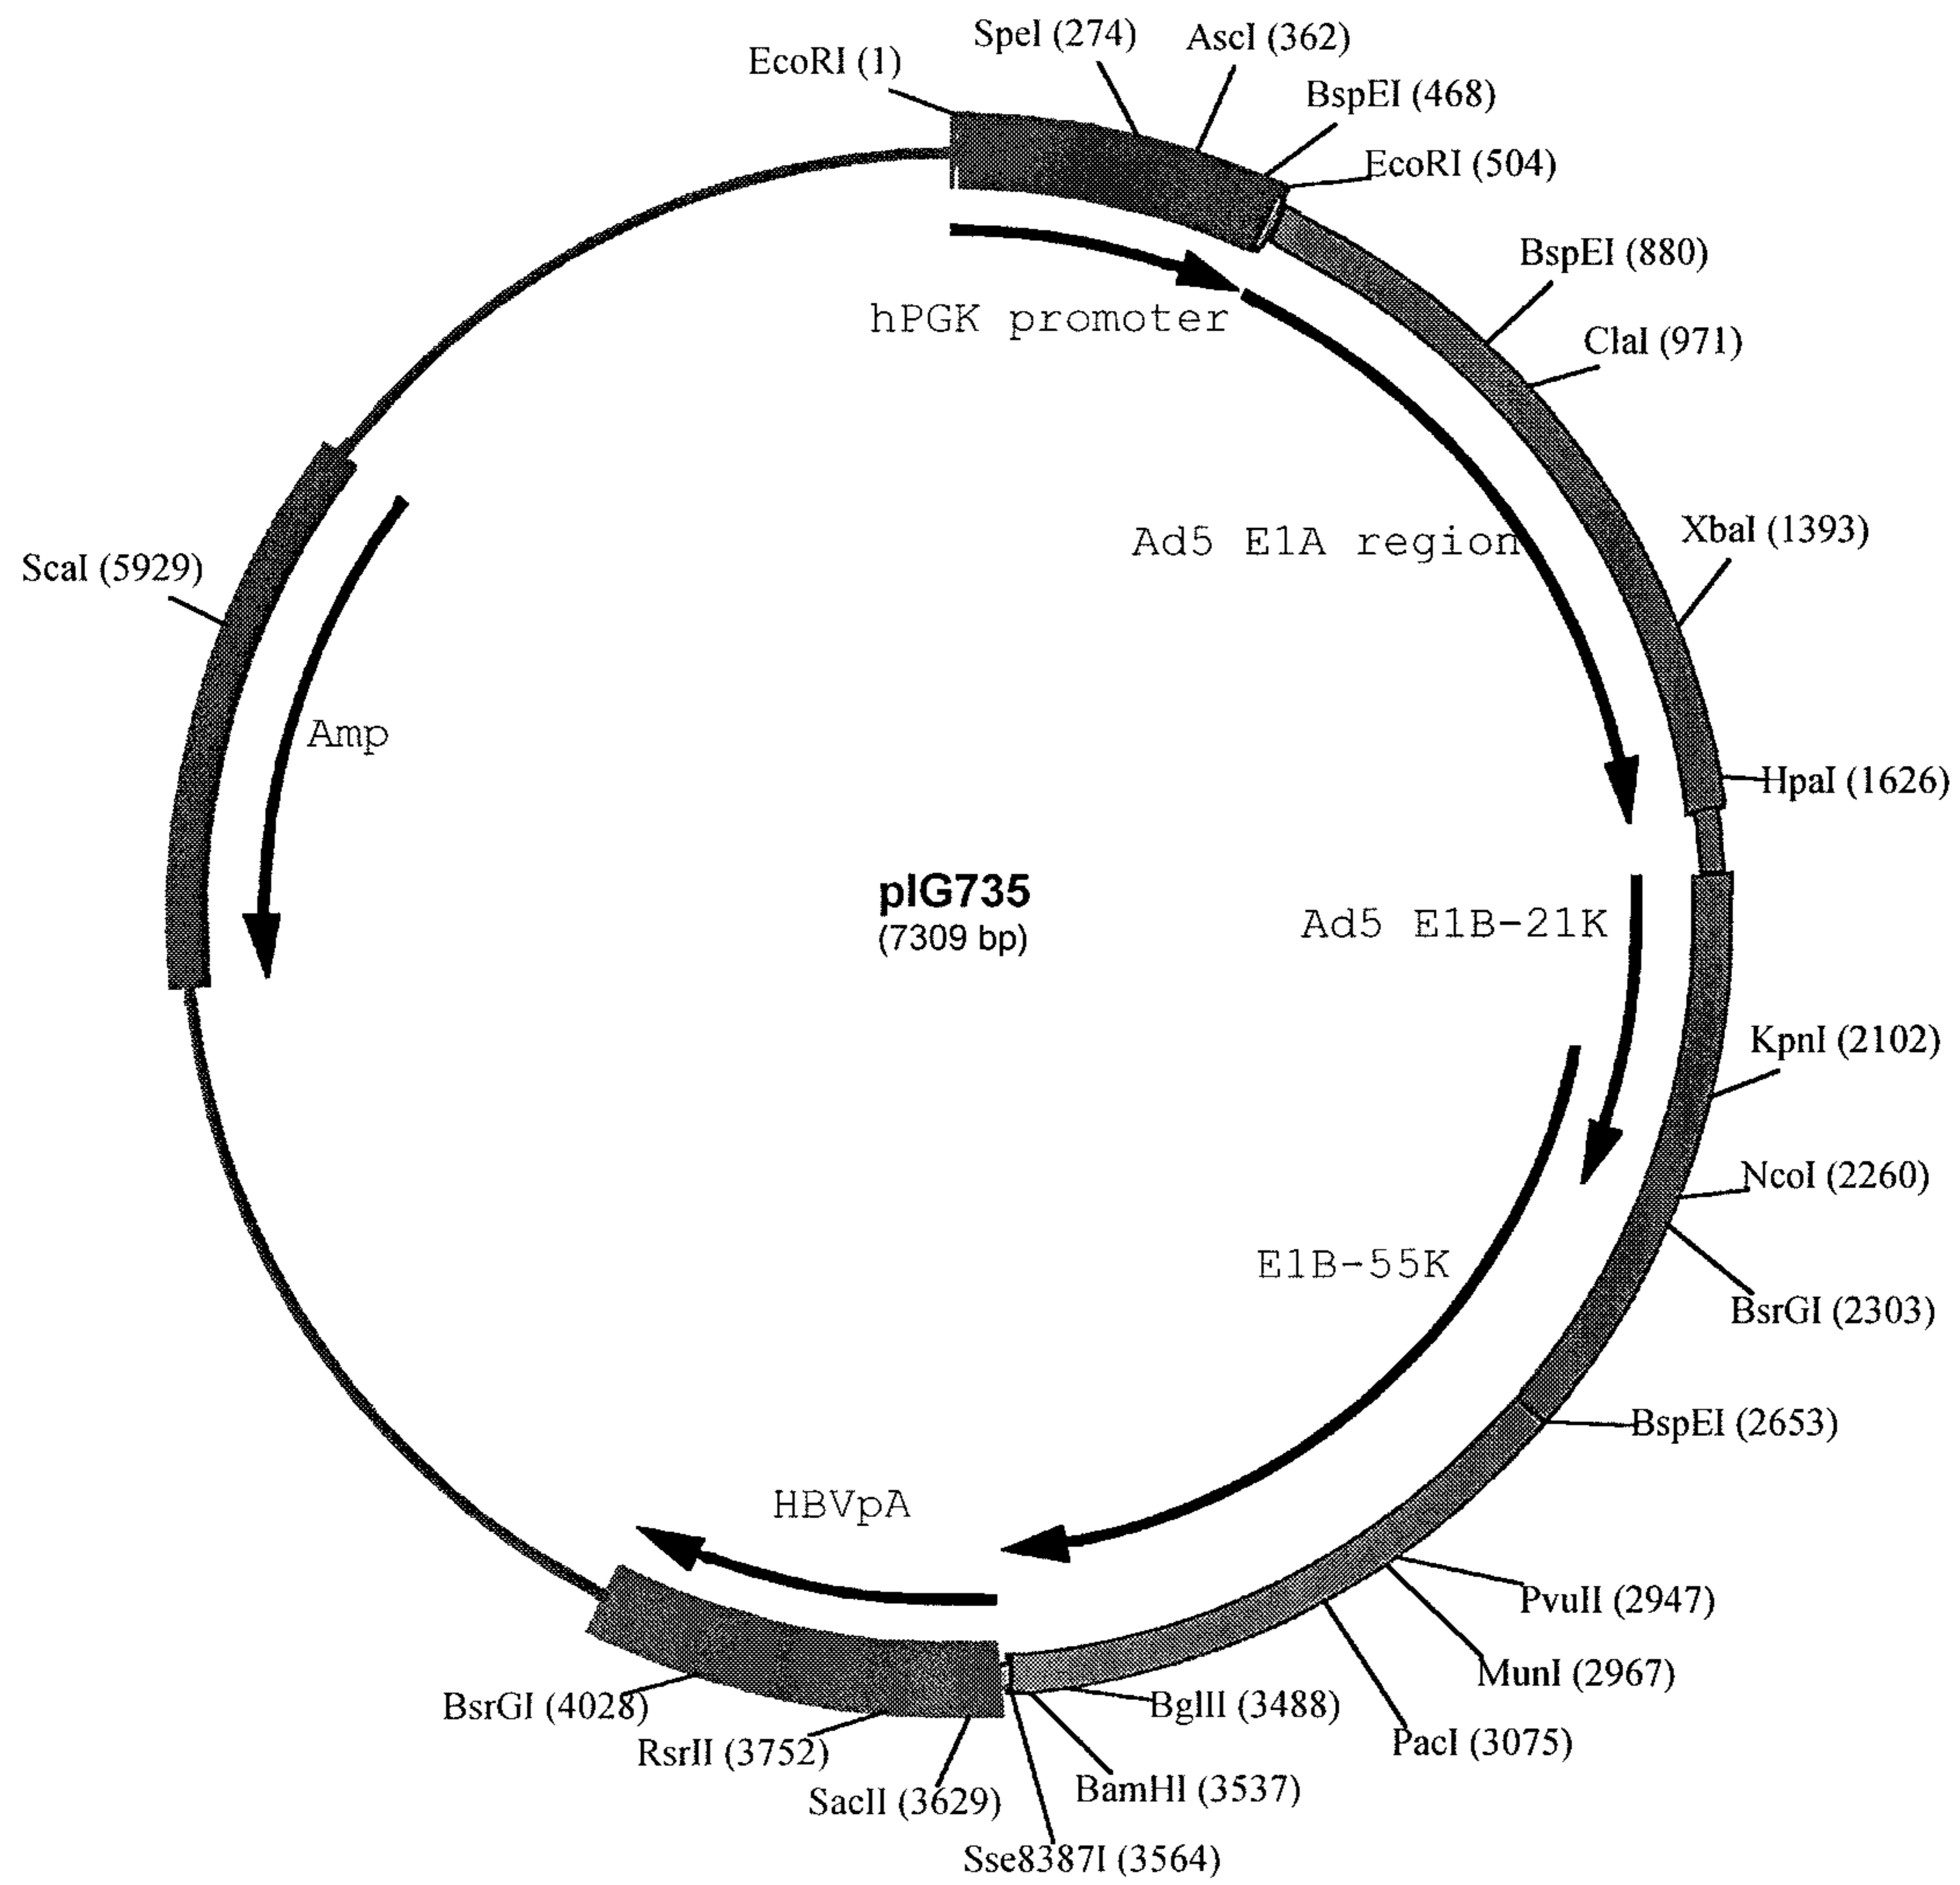 SpeI (274)
AscI (362)
EcoRI (1)
BspEI (468)
EcoRI (504)
BspEI (880)
hPGK promoter
ClaI (971)
XbaI (1393)
Ad5 E1A region
ScaI (5929)
Amp
HpaI (1626)
pIG735
(7309 bp)
Ad5 E1B-21K
KpnI (2102)
NcoI (2260)
E1B-55K
BsrGI (2303)
BspEI (2653)
HBVpA
PvuII (2947)
MunI (2967)
BglII (3488)
BsrGI (4028)
PacI (3075)
RsrII (3752)
BamHI (3537)
SacII (3629)
Sse8387I (3564)